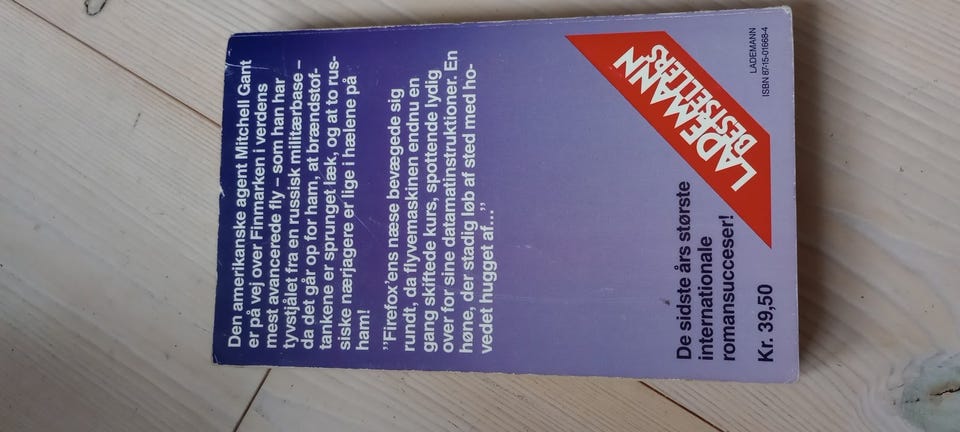 Den amerikanske agent Mitchell Gant
er på vej over Finmarken i verdens
mest avancerede fly – som han har
tyvstjålet fra en russisk militærbase –
da det går op for ham, at brændstof-
tankene er sprunget læk, og at to rus-
siske nærjagere er lige i hælene på
ham!
”Firefox’ens næse bevægede sig
rundt, da flyvemaskinen endnu en
gang skiftede kurs, spottende lydig
over for sine datamatinstruktioner. En
høne, der stadig løb af sted med ho-
vedet hugget af...”
De sidste års største
internationale
romansucceser!
Kr. 39,50
LADEMANN
BESTSELLERS
LADEMANN
ISBN 87-15-01668-4